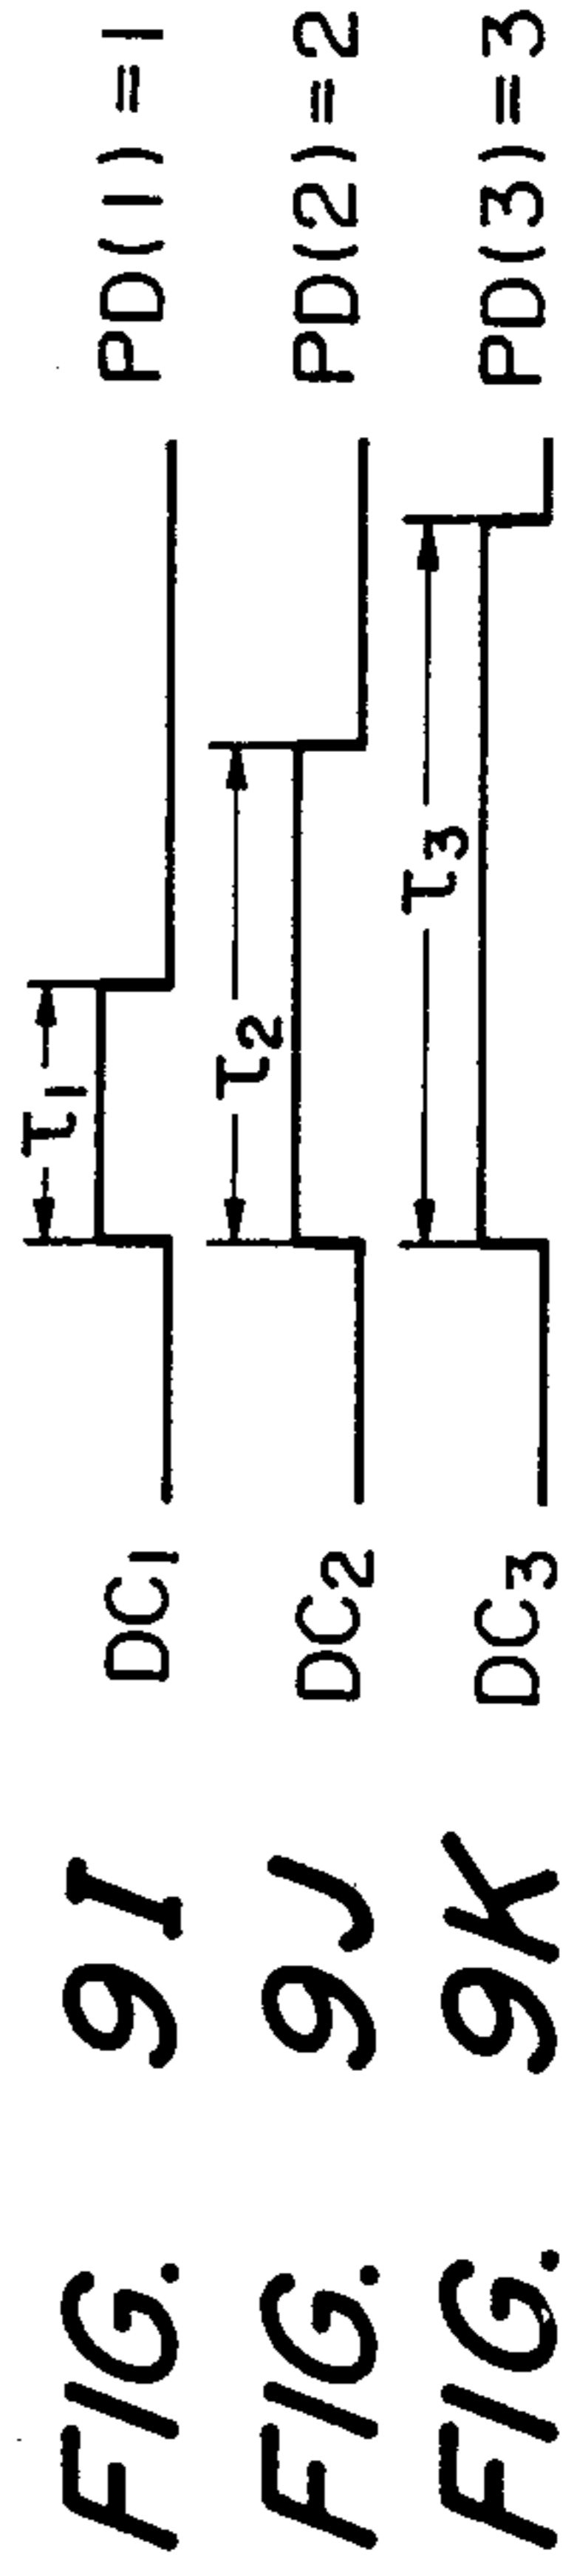 FIG. 9I DC1 τ1 PD(1)=1
FIG. 9J DC2 τ2 PD(2)=2
FIG. 9K DC3 τ3 PD(3)=3